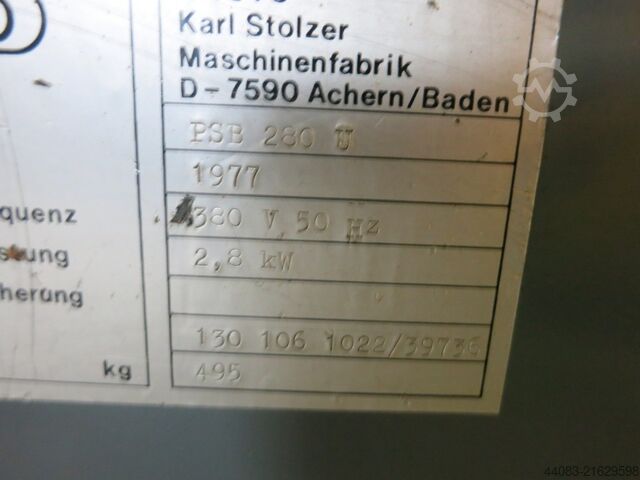 Karl Stolzer
Maschinenfabrik
D-7590 Achern/Baden
PSB 280 U
1977
quenz 380 V 50 Hz
tung 2,8 kW
herung
130 106 1022/39736
kg 495
44083-21629598